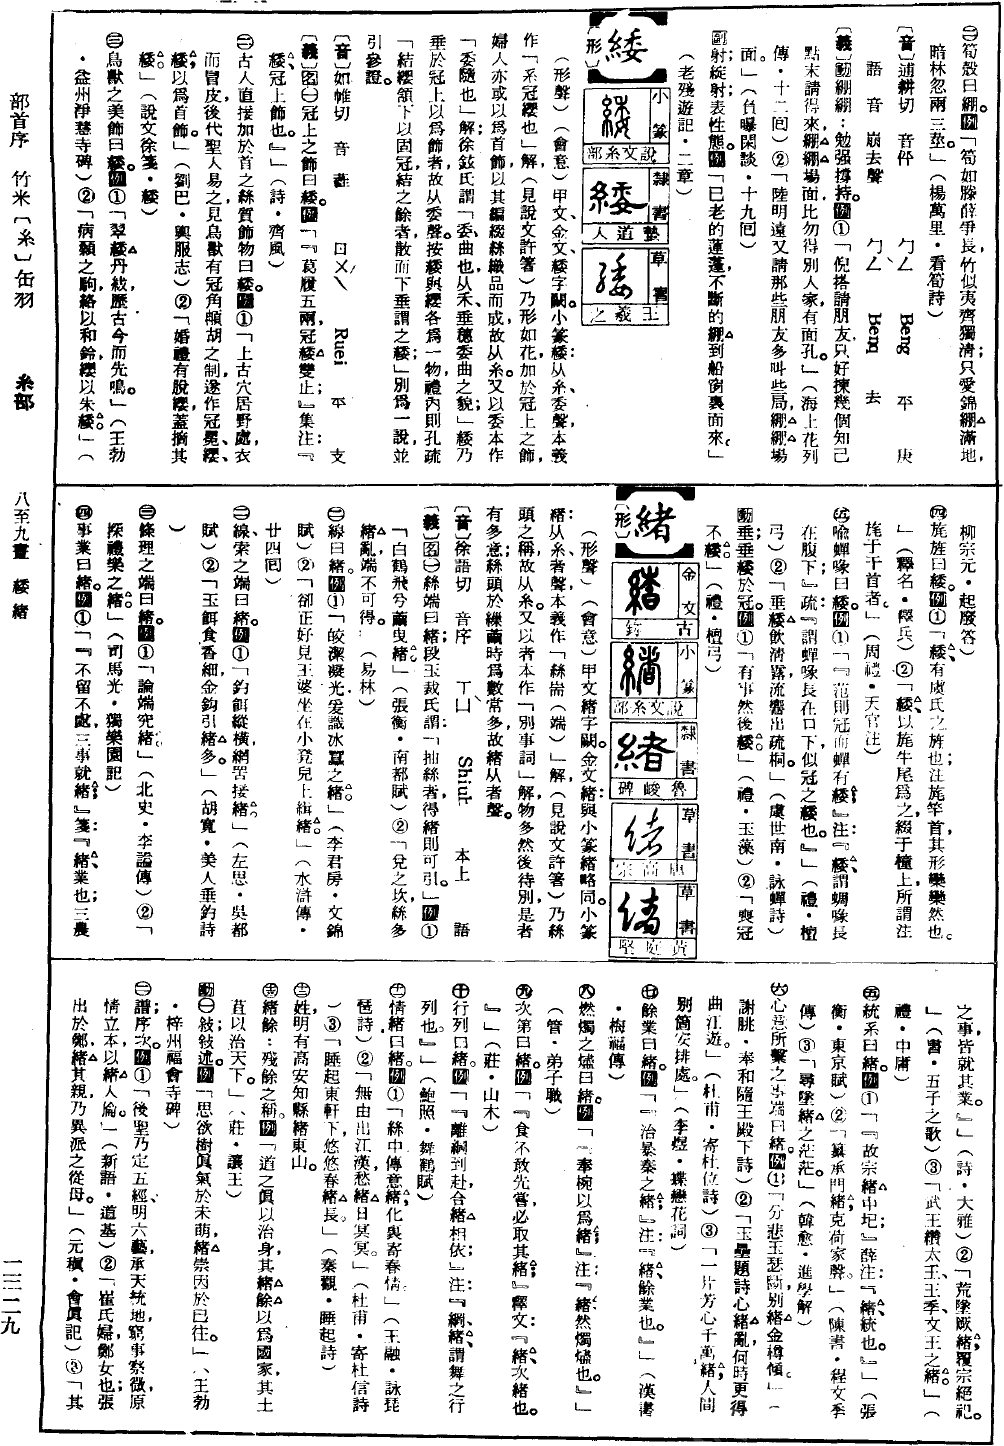 ㊂筍殼曰綳。例「筍如滕薛爭長，竹似夷齊獨清；只愛錦綳滿地，
暗林忽兩三莖。」（楊萬里・看筍詩）
〔音〕逋耕切 音伻 ㄅㄥ Beng 平 庚
語音 崩去聲 ㄅㄥ Beng 去
〔義〕動綳綳：勉强撐持。例①「倪搭請朋友，只好揀幾個知己
點末請得來綳綳場面，比勿得別人家有面孔。」（海上花列
傳・十二回）②「陸明遠又請那些朋友多叫些局，綳綳場
面。」（負曝閑談・十九回）
副射綻射表性態。例「已老的蓮蓬，不斷的綳到船窗裏面來。」
（老殘遊記・二章）
緌
〔形〕
小篆
說文糸部
隸書
藝道人
草書
王羲之
（形聲）（會意）甲文、金文、緌字闕。小篆緌：从糸、委聲，本義
作「系冠纓也」解，（見說文許箸）乃形如花，加於冠上之飾，
婦人亦或以爲首飾，以其編綴絲織品而成，故从糸。又以委本作
「委隨也」解；徐鉉氏謂「委，曲也，从禾，垂穗委曲之貌；」緌乃
垂於冠上以爲飾者，故从委聲。按緌與纓各爲一物，禮內則孔疏
「結纓頷下以固冠，結之餘者，散而下垂謂之緌；」別爲一說，並
引參證。
〔音〕如帷切 音蕤 ㄖㄨㄟˊ Ruei 平 支
〔義〕名㊀冠上之飾曰緌。例「『葛屨五兩，冠緌雙止；』集注：『
緌，冠上飾也。』」（詩・齊風）
㊁古人直接加於首之絲質飾物曰緌。例①「上古穴居野處，衣
而冒皮，後代聖人易之，見鳥獸有冠角䫇胡之制，遂作冠冕纓
緌以爲首飾。」（劉巴・輿服志）②「婚禮有脫纓，蓋摘其
緌。」（說文徐箋・緌）
㊂鳥獸之美飾曰緌。例①「翠緌丹紱，歷古今而先鳴。」（王勃
・益州淨慧寺碑）②「病顙之駒，絡以和鈴，纓以朱緌。」（
柳宗元・起廢答）
㊃旄旌曰緌。例①「緌，有虞氏之旌也，注旄竿首，其形㰎㰎然也。
」（釋名・釋兵）②「緌，以旄牛尾爲之，綴于橦上，所謂注
旄于干首者。」（周禮・天官注）
㊄喻蟬喙曰緌。例①「『范則冠而蟬有緌；』注：『緌，謂蜩喙，長
在腹下。』疏：『謂蟬喙長在口下，似冠之緌也。』」（禮・檀
弓）②「垂緌飲清露，流響出疏桐。」（虞世南・詠蟬詩）
動垂，垂緌於冠。例①「有事然後緌。」（禮・玉藻）②「喪冠
不緌。」（禮・檀弓）
緒
〔形〕
金文
古鉨
小篆
說文糸部
隸書
魯峻碑
草書
唐高宗
草書
黃庭堅
（形聲）（會意）甲文緒字闕。金文緒與小篆緒略同。小篆
緒：从糸、者聲，本義作「絲耑（端）」解，（見說文許箸）乃絲
頭之稱，故从糸。又以者本作「別事詞」解，物多然後待別，是者
有多意；絲頭於繅繭時爲數常多，故緒从者聲。
〔音〕徐語切 音序 ㄒㄩ Shiuˇ 本上 語
〔義〕名㊀絲端曰緒，段玉裁氏謂：「抽絲者得緒則可引。」例①
「白鶴飛兮繭曳緒。」（張衡・南都賦）②「兌之坎，絲多
緒亂，端不可得。」（易林）
㊁線曰緒。例①「皎潔凝光，爰識冰蠶之緒。」（李君房・文錦
賦）②「卻正好見王婆坐在小凳兒上緝緒。」（水滸傳・
廿四回）
㊂線、索之端曰緒。例①「釣餌縱橫，網罟接緒。」（左思・吳都
賦）②「玉餌食香細，金鈎引緒多。」（胡寬・美人垂釣詩
）
㊂條理之端曰緒。例①「論端究緒。」（北史・李謐傳）②「
探禮樂之緒。」（司馬光・獨樂園記）
㊃事業曰緒。例①「『不留不處，三事就緒；』箋：『緒，業也；三農
之事皆就其業。』」（詩・大雅）②「荒墜厥緒，覆宗絕祀。
」（書・五子之歌）③「武王纘太王、王季、文王之緒。」（
禮・中庸）
㊄統系曰緒。例①「『故宗緒中圮；』薛注：『緒，統也。』」（張
衡・東京賦）②「纂承門緒，克荷家聲。」（陳書・程文季
傳）③「尋墜緒之茫茫。」（韓愈・進學解）
㊅心意所繫之事端曰緒。例①「分悲玉瑟斷，別緒金樽傾。」（
謝朓・奉和隨王殿下詩）②「玉壘題詩心緒亂，何時更得
曲江遊。」（杜甫・寄杜位詩）③「一片芳心千萬緒，人間
別箇安排處。」（李煜・蝶戀花詞）
㊆餘業曰緒。例「『治暴秦之緒；』注：『緒，餘業也。』」（漢書
・梅福傳）
㊇燃燭之燼曰緒。例「『奉椀以爲緒；』注：『緒，然燭燼也。』」
（管・弟子職）
㊈次第曰緒。例「『食不敢先嘗，必取其緒；』釋文：『緒，次緒也。
』」（莊・山木）
㊉行列曰緒。例「『離綱別赴，合緒相依；』注：『綱緒，謂舞之行
列也。』」（鮑照・舞鶴賦）
情緒曰緒。例①「絲中傳意緒，化與寄春情。」（王融・詠琵
琶詩）②「無由出江漢，愁緒日冥冥。」（杜甫・寄杜信詩
）③「睡起東軒下，悠悠春緒長。」（秦觀・睡起詩）
姓，明有高安知縣緒東山。
緒餘：殘餘之稱。例「道之眞以治身，其緒餘以爲國家，其土
苴以治天下。」（莊・讓王）
動㊀敍、敍述。例「思欲樹眞氣於未萌，緒崇因於已往。」（王勃
・梓州福會寺碑）
㊁譜序次。例①「後聖乃定五經，明六藝，承天統地，窮事察微，原
情立本，以緒人倫。」（新語・道基）②「崔氏婦，鄭女也；張
出於鄭，緒其親，乃異派之從母。」（元稹・會眞記）③「其
部首序 竹米〔糸〕缶羽 糸部 八至九畫 緌緒 一三二九